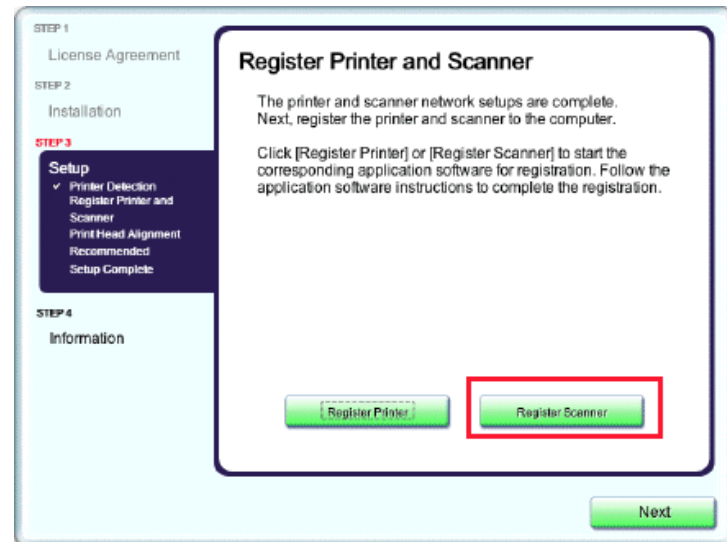 STEP 1
License Agreement
STEP 2
Installation
STEP 3
Setup
✓ Printer Detection
Register Printer and
Scanner
Print Head Alignment
Recommended
Setup Complete
STEP 4
Information
Register Printer and Scanner
The printer and scanner network setups are complete.
Next, register the printer and scanner to the computer.
Click [Register Printer] or [Register Scanner] to start the
corresponding application software for registration. Follow the
application software instructions to complete the registration.
Register Printer
Register Scanner
Next